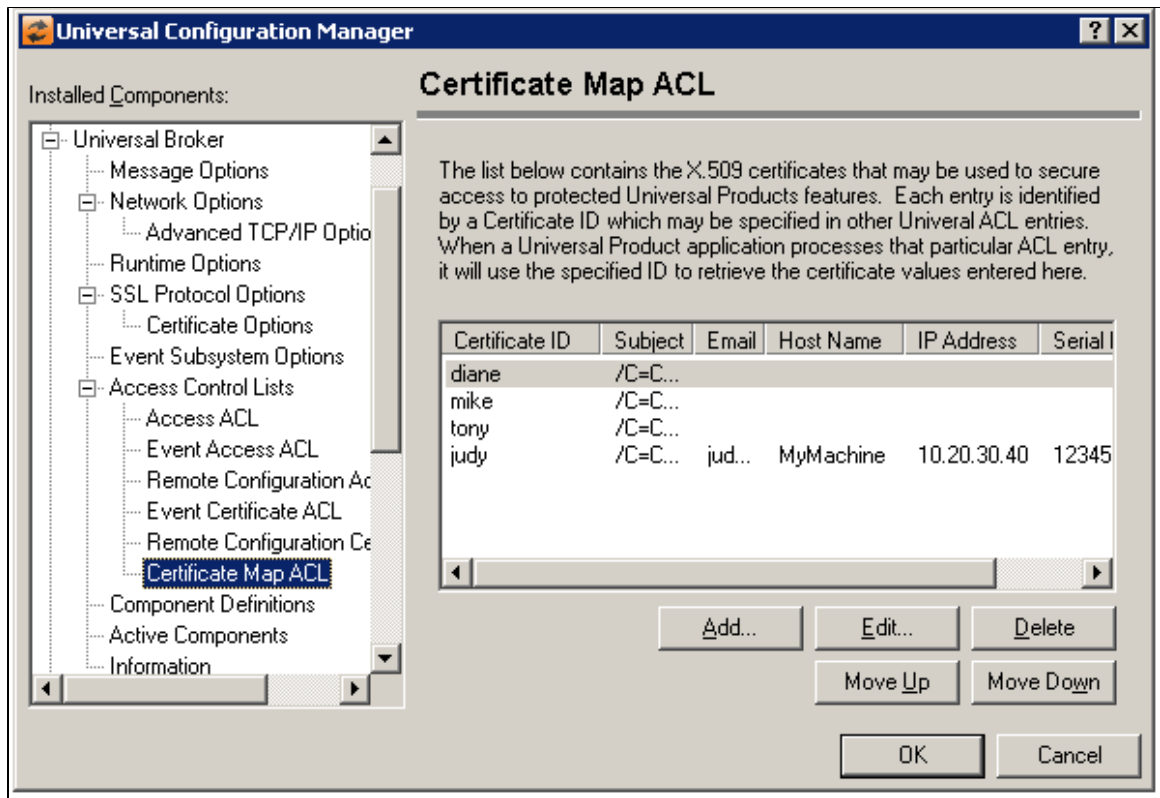 Universal Configuration Manager
Installed Components:
Universal Broker
Message Options
Network Options
Advanced TCP/IP Optio
Runtime Options
SSL Protocol Options
Certificate Options
Event Subsystem Options
Access Control Lists
Access ACL
Event Access ACL
Remote Configuration Ac
Event Certificate ACL
Remote Configuration Ce
Certificate Map ACL
Component Definitions
Active Components
Information
Certificate Map ACL
The list below contains the X.509 certificates that may be used to secure
access to protected Universal Products features. Each entry is identified
by a Certificate ID which may be specified in other Univeral ACL entries.
When a Universal Product application processes that particular ACL entry,
it will use the specified ID to retrieve the certificate values entered here.
Certificate ID Subject Email Host Name IP Address Serial
diane /C=C...
mike /C=C...
tony /C=C...
judy /C=C... jud... MyMachine 10.20.30.40 12345
Add... Edit... Delete
Move Up Move Down
OK Cancel